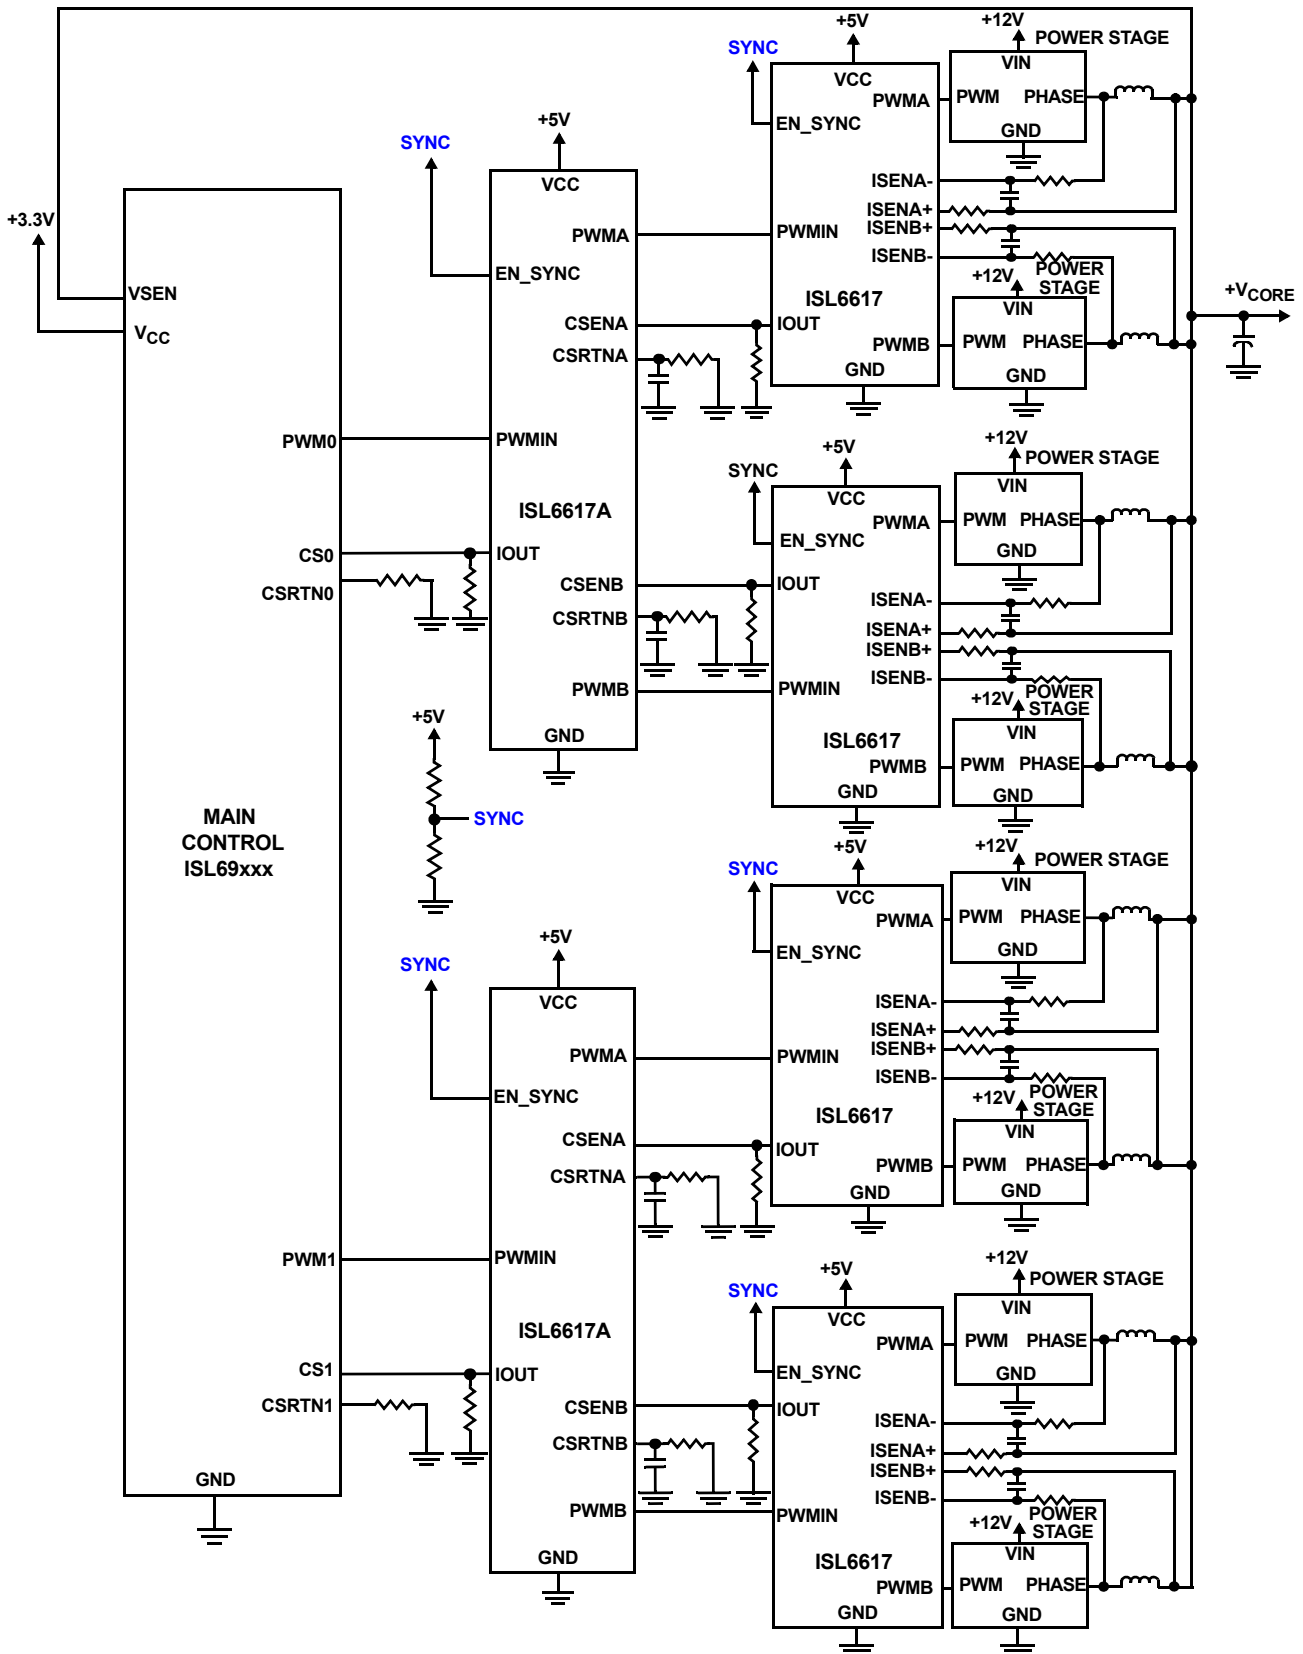 +5V
+12V
POWER STAGE
SYNC
VCC
VIN
PWMA
PWM
PHASE
EN_SYNC
GND
ISENA-
ISENA+
ISENB+
ISENB-
PWMIN
+12V
POWER
STAGE
VIN
ISL6617
IOUT
PWMB
PWM
PHASE
GND
GND
+VCORE
+5V
SYNC
VCC
PWMA
EN_SYNC
CSENA
CSRTNA
PWMIN
ISL6617A
IOUT
CSENB
CSRTNB
PWMB
GND
+3.3V
VSEN
VCC
PWM0
CS0
CSRTN0
MAIN
CONTROL
ISL69xxx
PWM1
CS1
CSRTN1
GND
+5V
SYNC
+5V
+12V
POWER STAGE
SYNC
VCC
VIN
PWMA
PWM
PHASE
EN_SYNC
GND
IOUT
ISENA-
ISENA+
ISENB+
ISENB-
PWMIN
+12V
POWER
STAGE
VIN
ISL6617
PWMB
PWM
PHASE
GND
GND
+5V
+12V
POWER STAGE
SYNC
VCC
VIN
PWMA
PWM
PHASE
EN_SYNC
GND
ISENA-
ISENA+
ISENB+
ISENB-
PWMIN
+12V
POWER
STAGE
VIN
ISL6617
IOUT
PWMB
PWM
PHASE
GND
GND
+5V
SYNC
VCC
PWMA
EN_SYNC
CSENA
CSRTNA
PWMIN
ISL6617A
IOUT
CSENB
CSRTNB
PWMB
GND
+5V
+12V
POWER STAGE
SYNC
VCC
VIN
PWMA
PWM
PHASE
EN_SYNC
GND
IOUT
ISENA-
ISENA+
ISENB+
ISENB-
PWMIN
+12V
POWER
STAGE
VIN
ISL6617
PWMB
PWM
PHASE
GND
GND